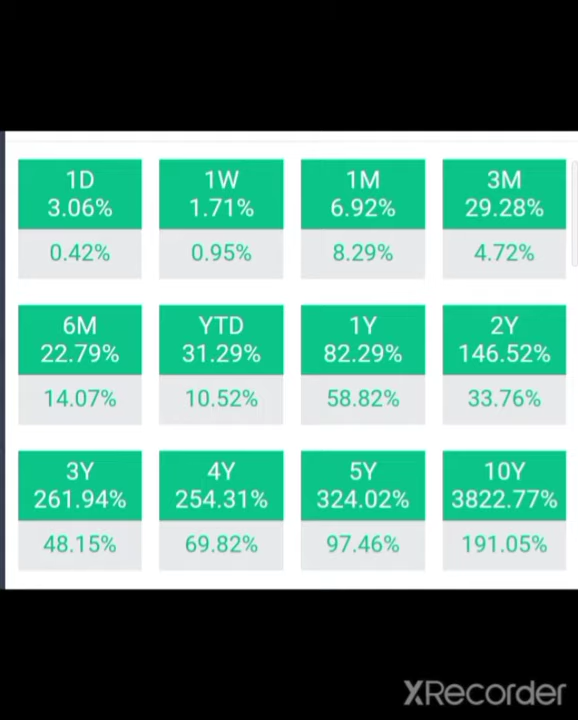 1D 1W 1M 3M
3.06% 1.71% 6.92% 29.28%
0.42% 0.95% 8.29% 4.72%
6M YTD 1Y 2Y
22.79% 31.29% 82.29% 146.52%
14.07% 10.52% 58.82% 33.76%
3Y 4Y 5Y 10Y
261.94% 254.31% 324.02% 3822.77%
48.15% 69.82% 97.46% 191.05%
XRecorder